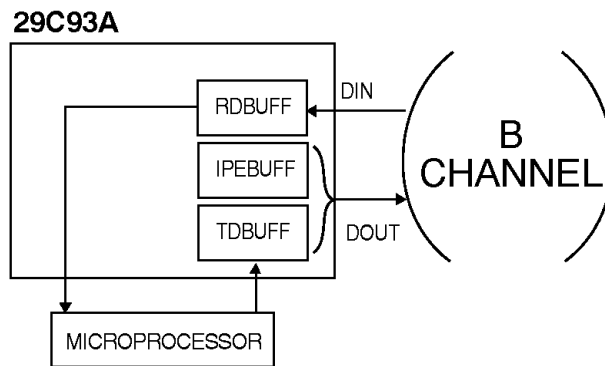 29C93A
RDBUFF
DIN
IPEBUFF
TDBUFF
DOUT
B
CHANNEL
MICROPROCESSOR